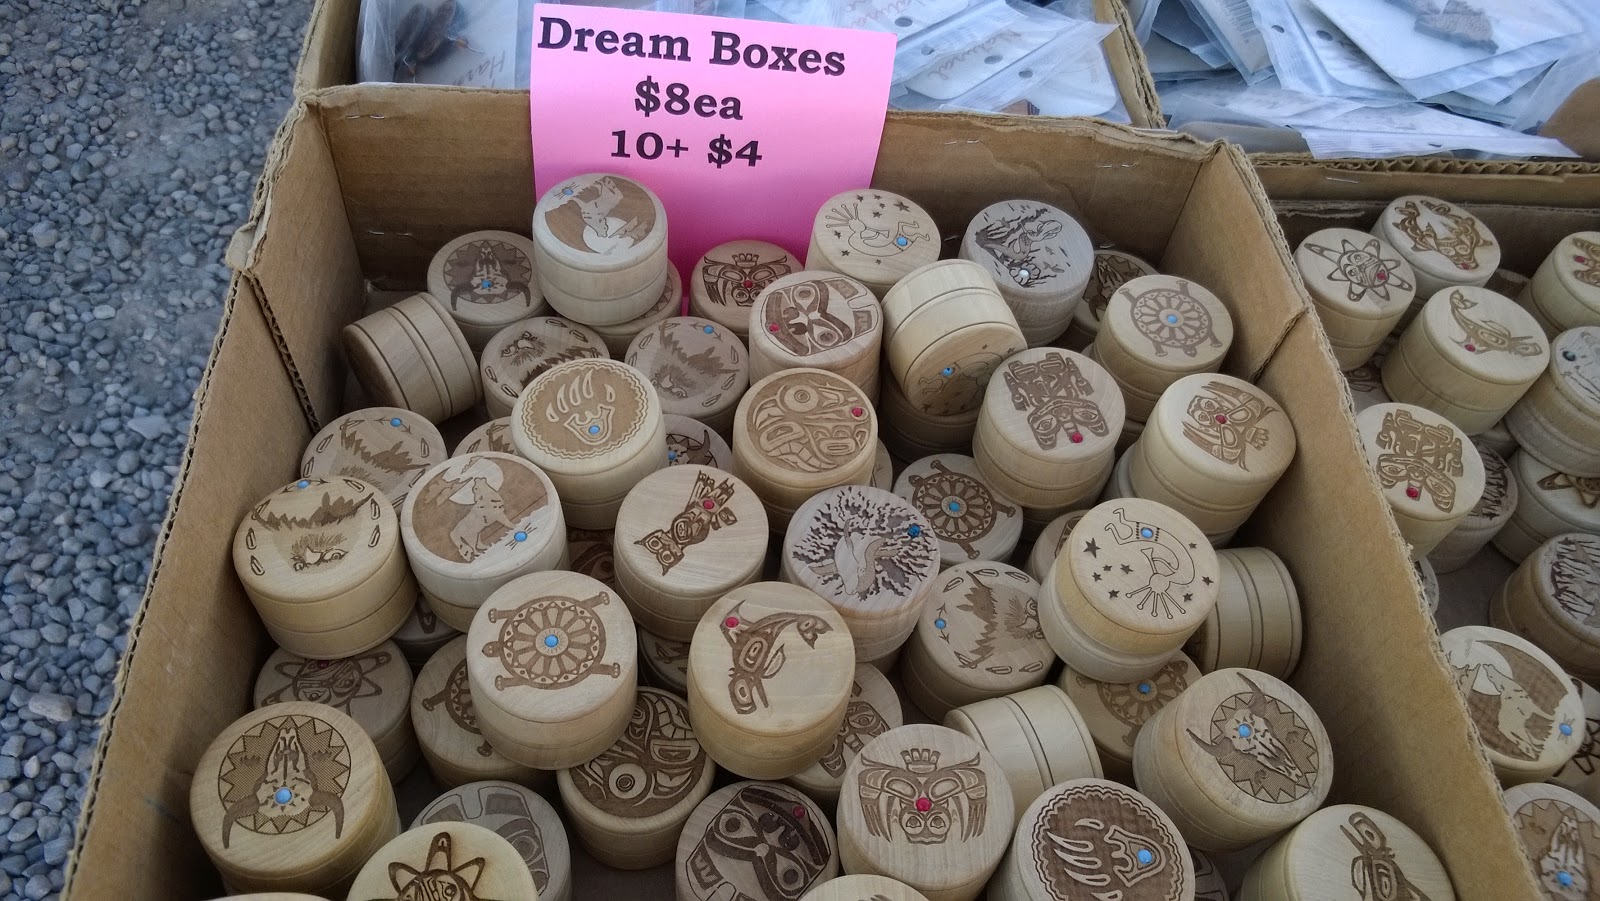 Dream Boxes
$8ea
10+ $4